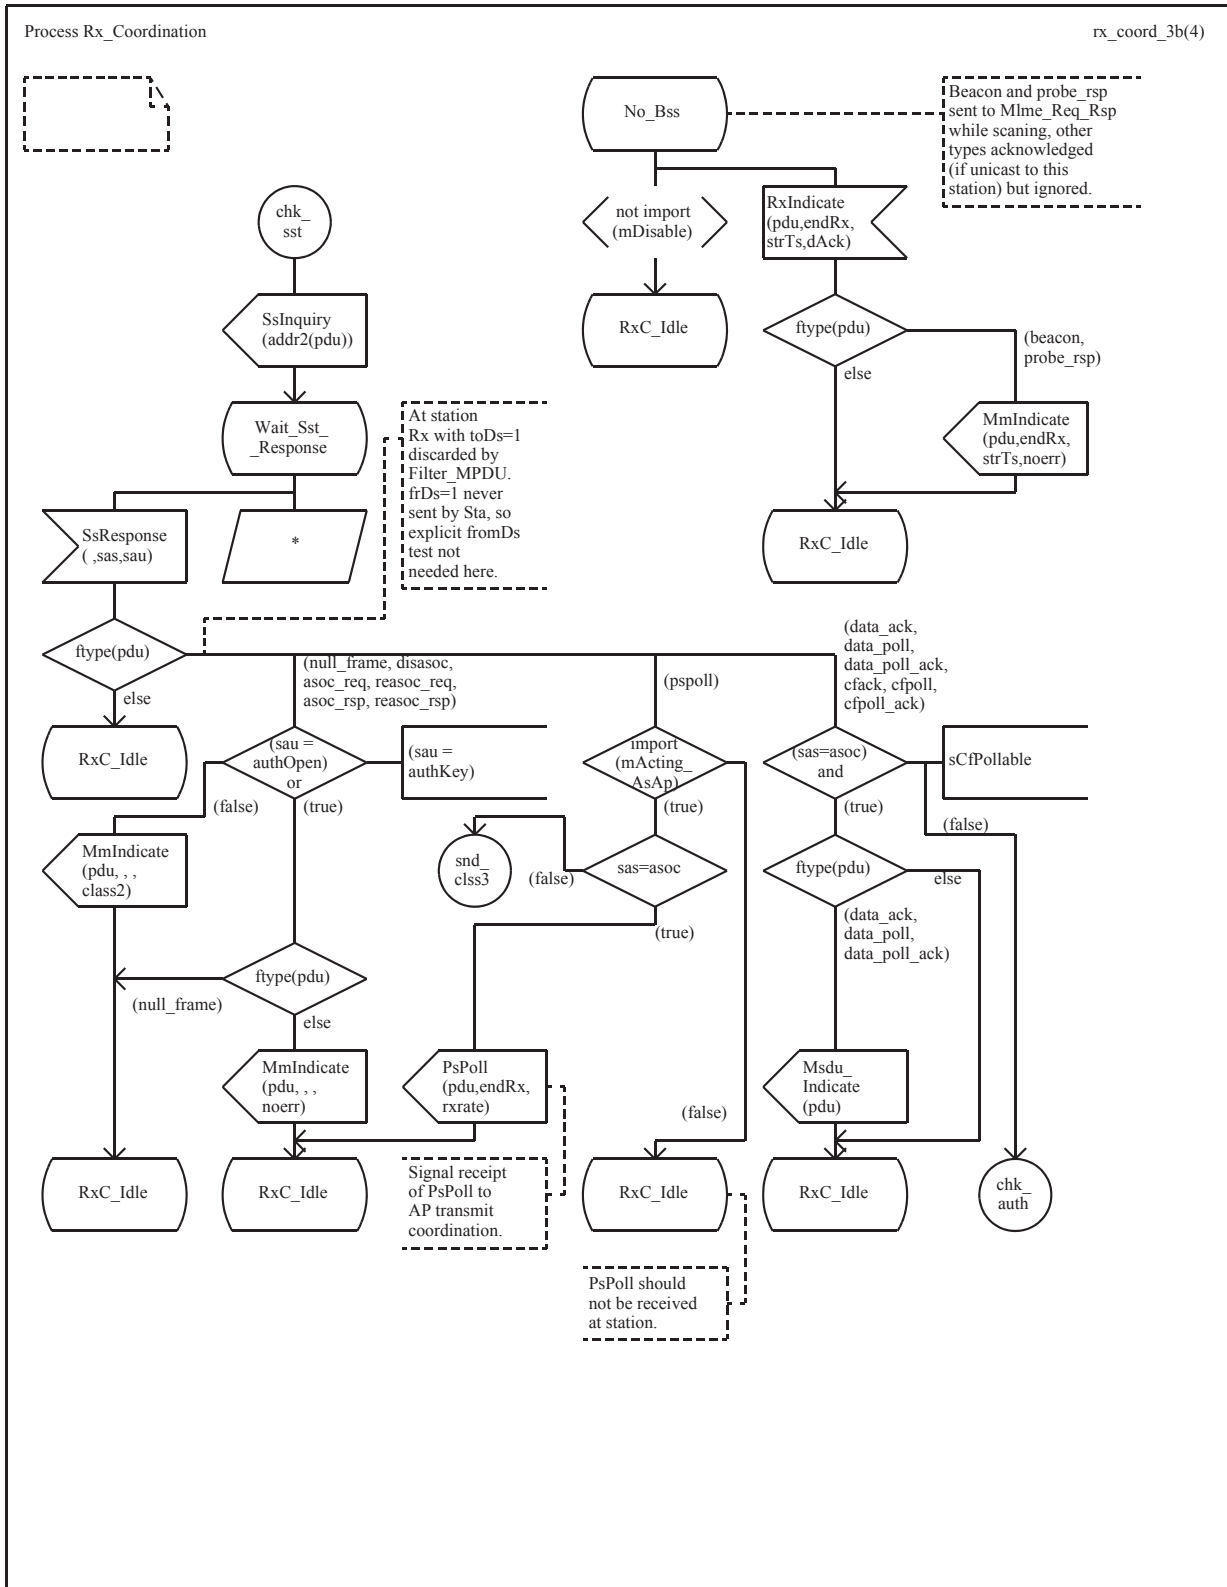 Process Rx_Coordination
rx_coord_3b(4)
No_Bss
Beacon and probe_rsp
sent to Mlme_Req_Rsp
while scaning, other
types acknowledged
(if unicast to this
station) but ignored.
chk_
sst
not import
(mDisable)
RxIndicate
(pdu,endRx,
strTs,dAck)
SsInquiry
(addr2(pdu))
RxC_Idle
ftype(pdu)
(beacon,
probe_rsp)
else
Wait_Sst_
_Response
At station
Rx with toDs=1
discarded by
Filter_MPDU.
frDs=1 never
sent by Sta, so
explicit fromDs
test not
needed here.
MmIndicate
(pdu,endRx,
strTs,noerr)
SsResponse
( ,sas,sau)
*
RxC_Idle
ftype(pdu)
else
(null_frame, disasoc,
asoc_req, reasoc_req,
asoc_rsp, reasoc_rsp)
(pspoll)
(data_ack,
data_poll,
data_poll_ack,
cfack, cfpoll,
cfpoll_ack)
RxC_Idle
(sau =
authOpen)
or
(sau =
authKey)
import
(mActing_
_AsAp)
(sas=asoc)
and
sCfPollable
(false)
(true)
(true)
(true)
(false)
MmIndicate
(pdu, , ,
class2)
snd_
clss3
(false)
sas=asoc
ftype(pdu)
else
(true)
(data_ack,
data_poll,
data_poll_ack)
ftype(pdu)
(null_frame)
else
MmIndicate
(pdu, , ,
noerr)
PsPoll
(pdu,endRx,
rxrate)
(false)
Msdu_
_Indicate
(pdu)
RxC_Idle
RxC_Idle
Signal receipt
of PsPoll to
AP transmit
coordination.
RxC_Idle
RxC_Idle
chk_
auth
PsPoll should
not be received
at station.